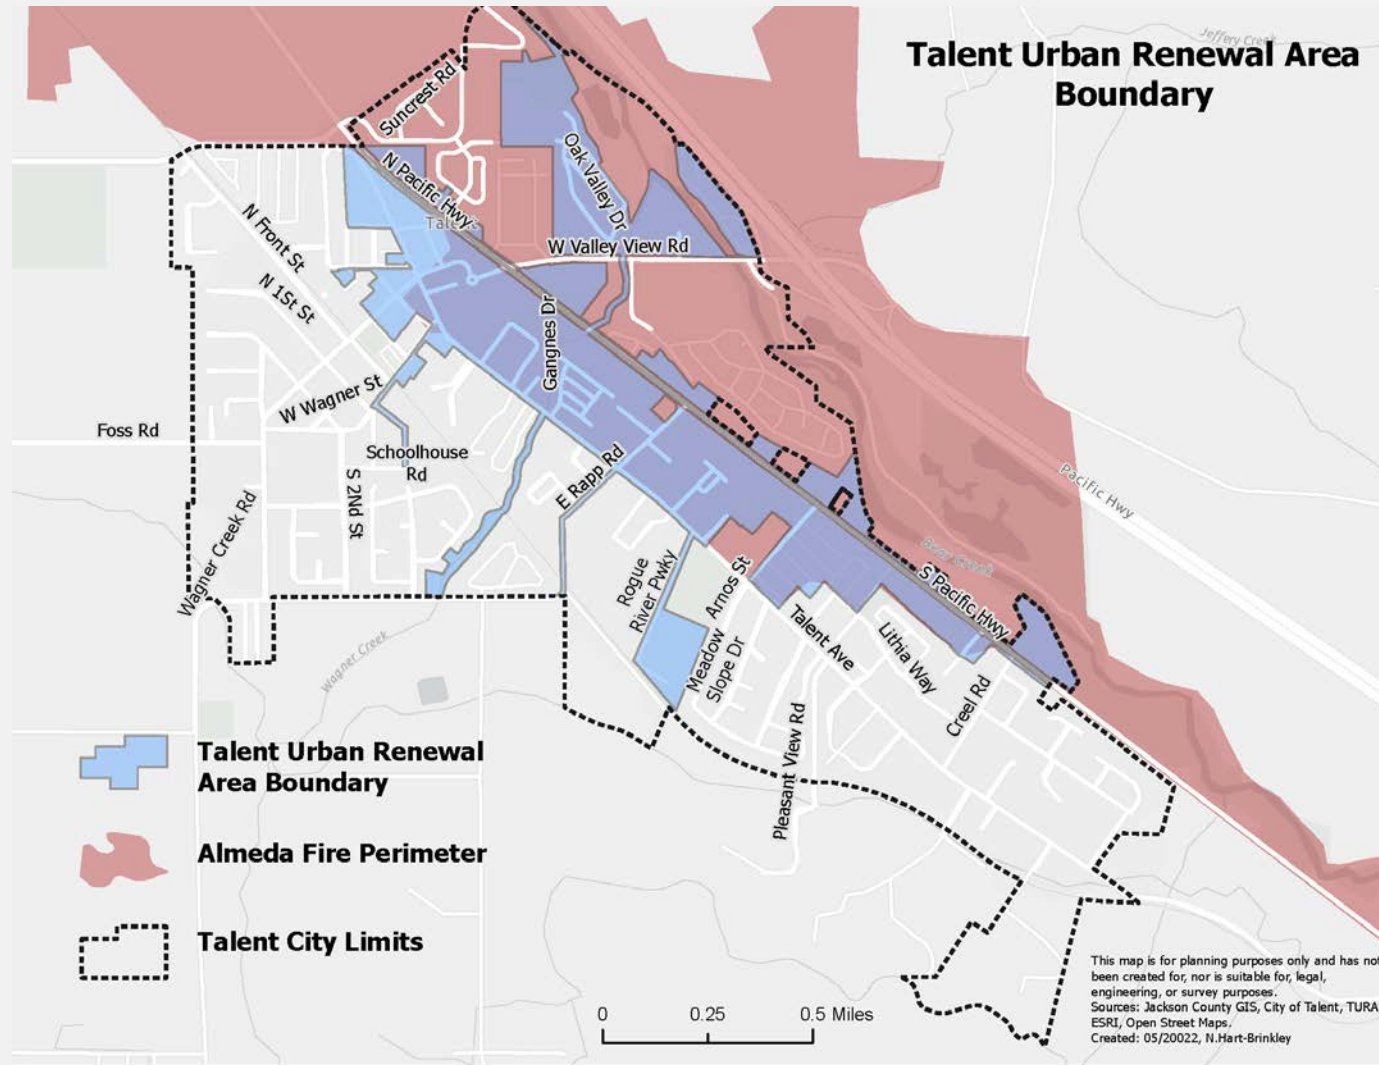 Talent Urban Renewal Area
Boundary
Jeffery Creek
Suncrest Rd
N Pacific Hwy
Talent
Oak Valley Dr
W Valley View Rd
N Front St
N 1St St
Gangnes Dr
W Wagner St
Foss Rd
Schoolhouse
Rd
S 2Nd St
E Rapp Rd
Wagner Creek Rd
Pacific Hwy
Bear Creek
S Pacific Hwy
Rogue
River Pwky
Arnos St
Meadow
Slope Dr
Talent Ave
Lithia Way
Creel Rd
Pleasant View Rd
Wagner Creek
Talent Urban Renewal
Area Boundary
Almeda Fire Perimeter
Talent City Limits
0 0.25 0.5 Miles
This map is for planning purposes only and has not
been created for, nor is suitable for, legal,
engineering, or survey purposes.
Sources: Jackson County GIS, City of Talent, TURA
ESRI, Open Street Maps.
Created: 05/20022, N.Hart-Brinkley